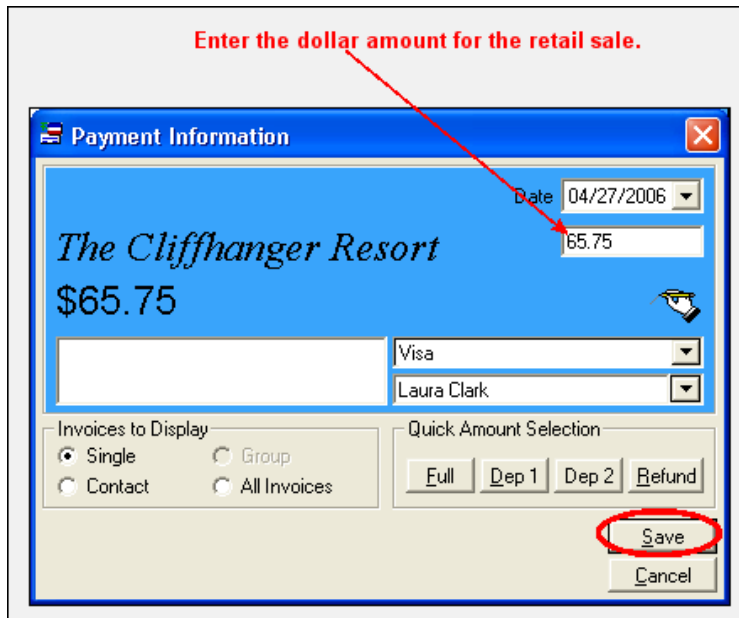 Enter the dollar amount for the retail sale.
Payment Information
Date 04/27/2006
65.75
The Cliffhanger Resort
$65.75
Visa
Laura Clark
Invoices to Display
Single Group
Contact All Invoices
Quick Amount Selection
Full Dep 1 Dep 2 Refund
Save
Cancel